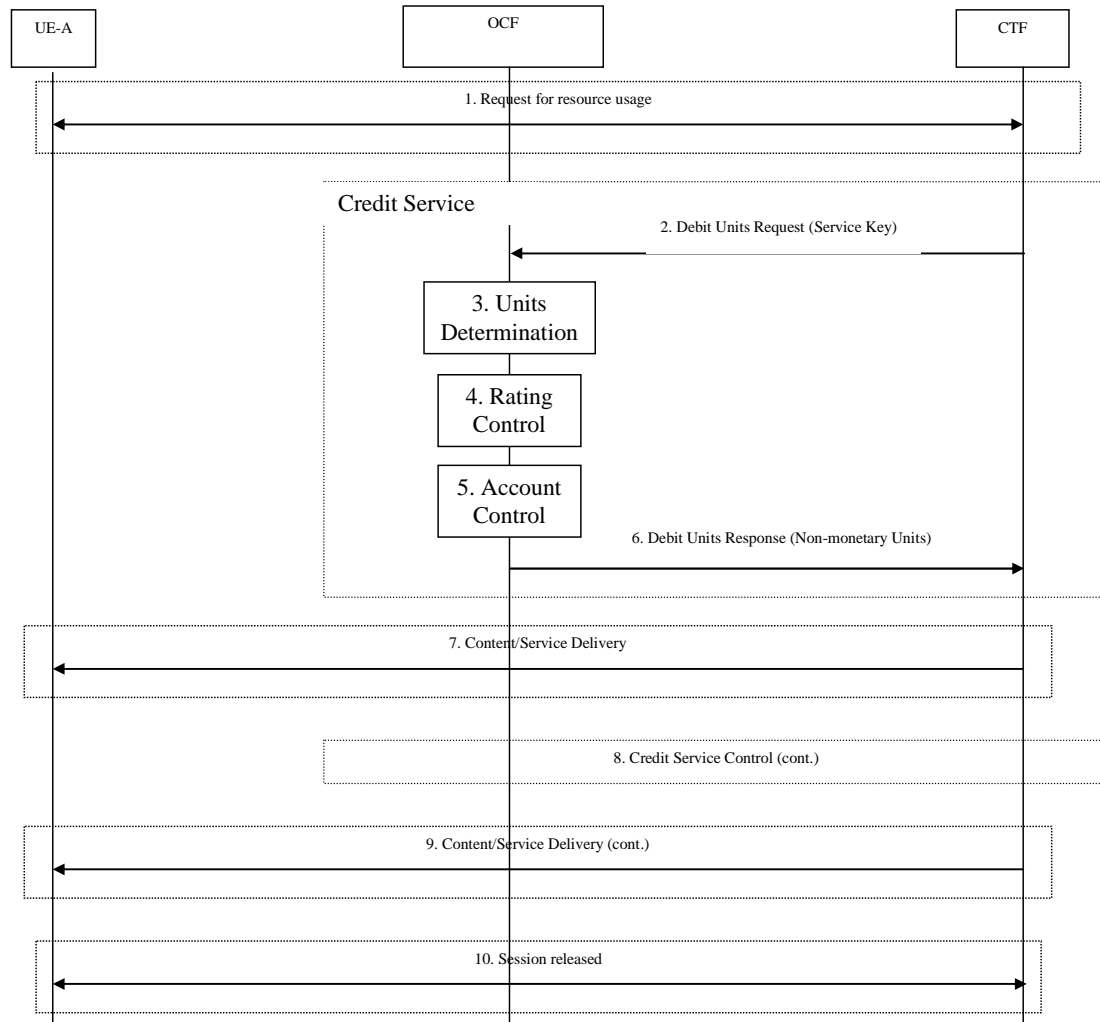 UE-A
OCF
CTF
1. Request for resource usage
Credit Service
2. Debit Units Request (Service Key)
3. Units
Determination
4. Rating
Control
5. Account
Control
6. Debit Units Response (Non-monetary Units)
7. Content/Service Delivery
8. Credit Service Control (cont.)
9. Content/Service Delivery (cont.)
10. Session released